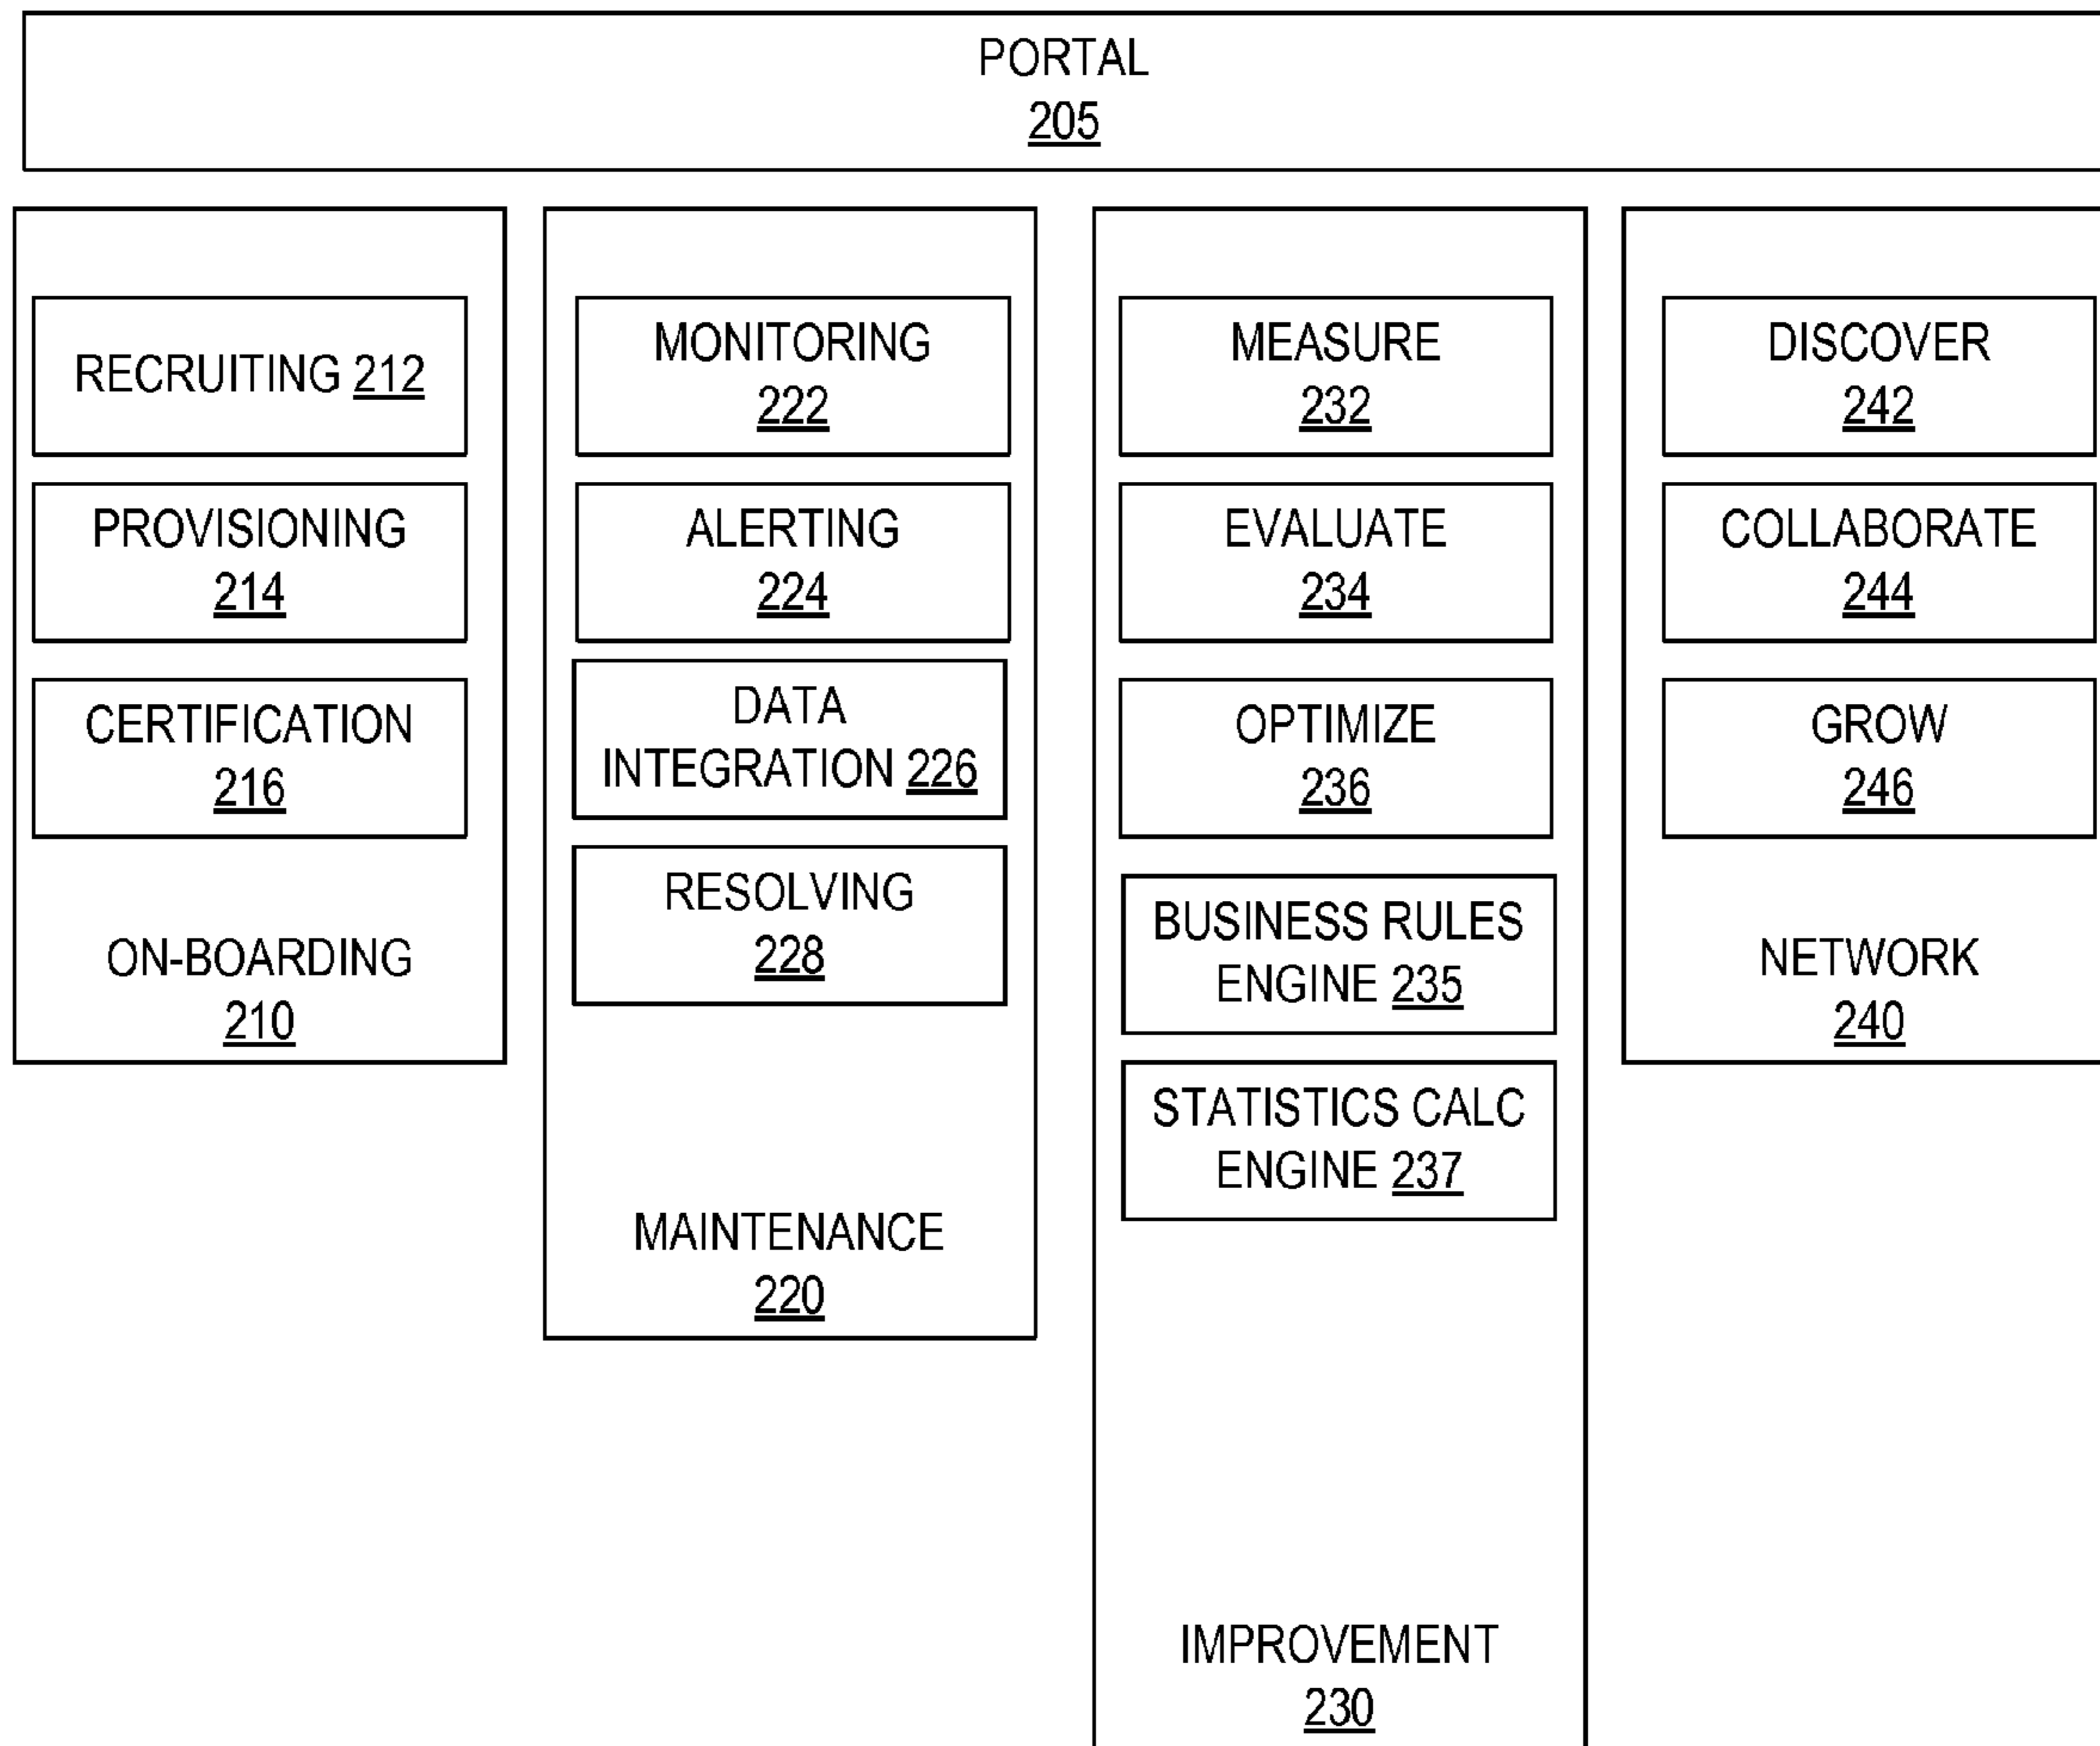 PORTAL
205
RECRUITING 212
PROVISIONING
214
CERTIFICATION
216
ON-BOARDING
210
MONITORING
222
ALERTING
224
DATA
INTEGRATION 226
RESOLVING
228
MAINTENANCE
220
MEASURE
232
EVALUATE
234
OPTIMIZE
236
BUSINESS RULES
ENGINE 235
STATISTICS CALC
ENGINE 237
IMPROVEMENT
230
DISCOVER
242
COLLABORATE
244
GROW
246
NETWORK
240